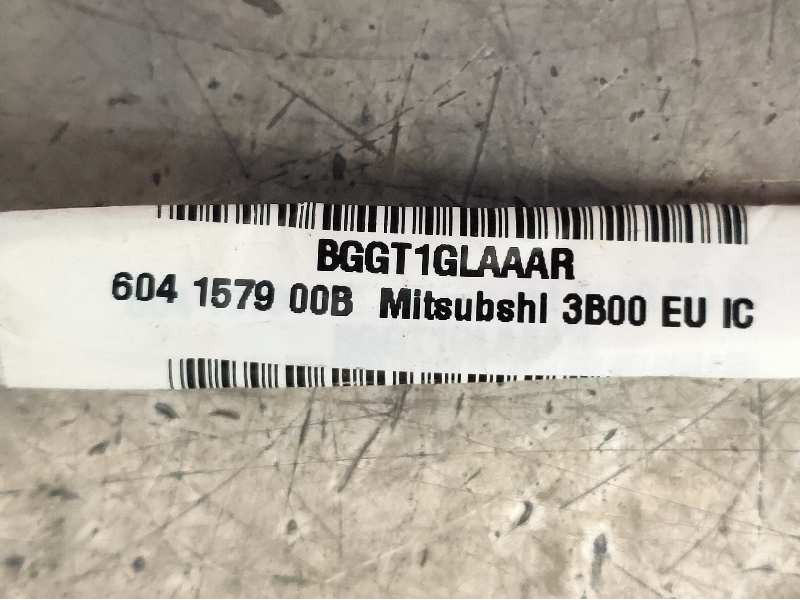 BGGT1GLAAAR
604 1579 00B Mitsubshi 3B00 EU IC